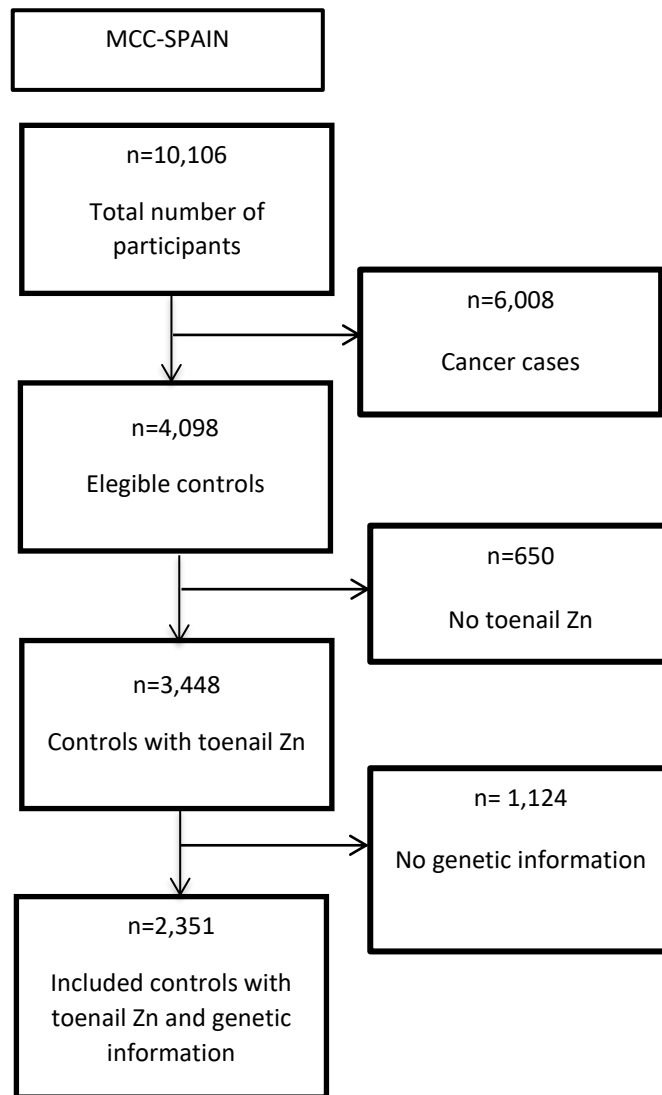 MCC-SPAIN
n=10,106
Total number of
participants
n=6,008
Cancer cases
n=4,098
Elegible controls
n=650
No toenail Zn
n=3,448
Controls with toenail Zn
n= 1,124
No genetic information
n=2,351
Included controls with
toenail Zn and genetic
information